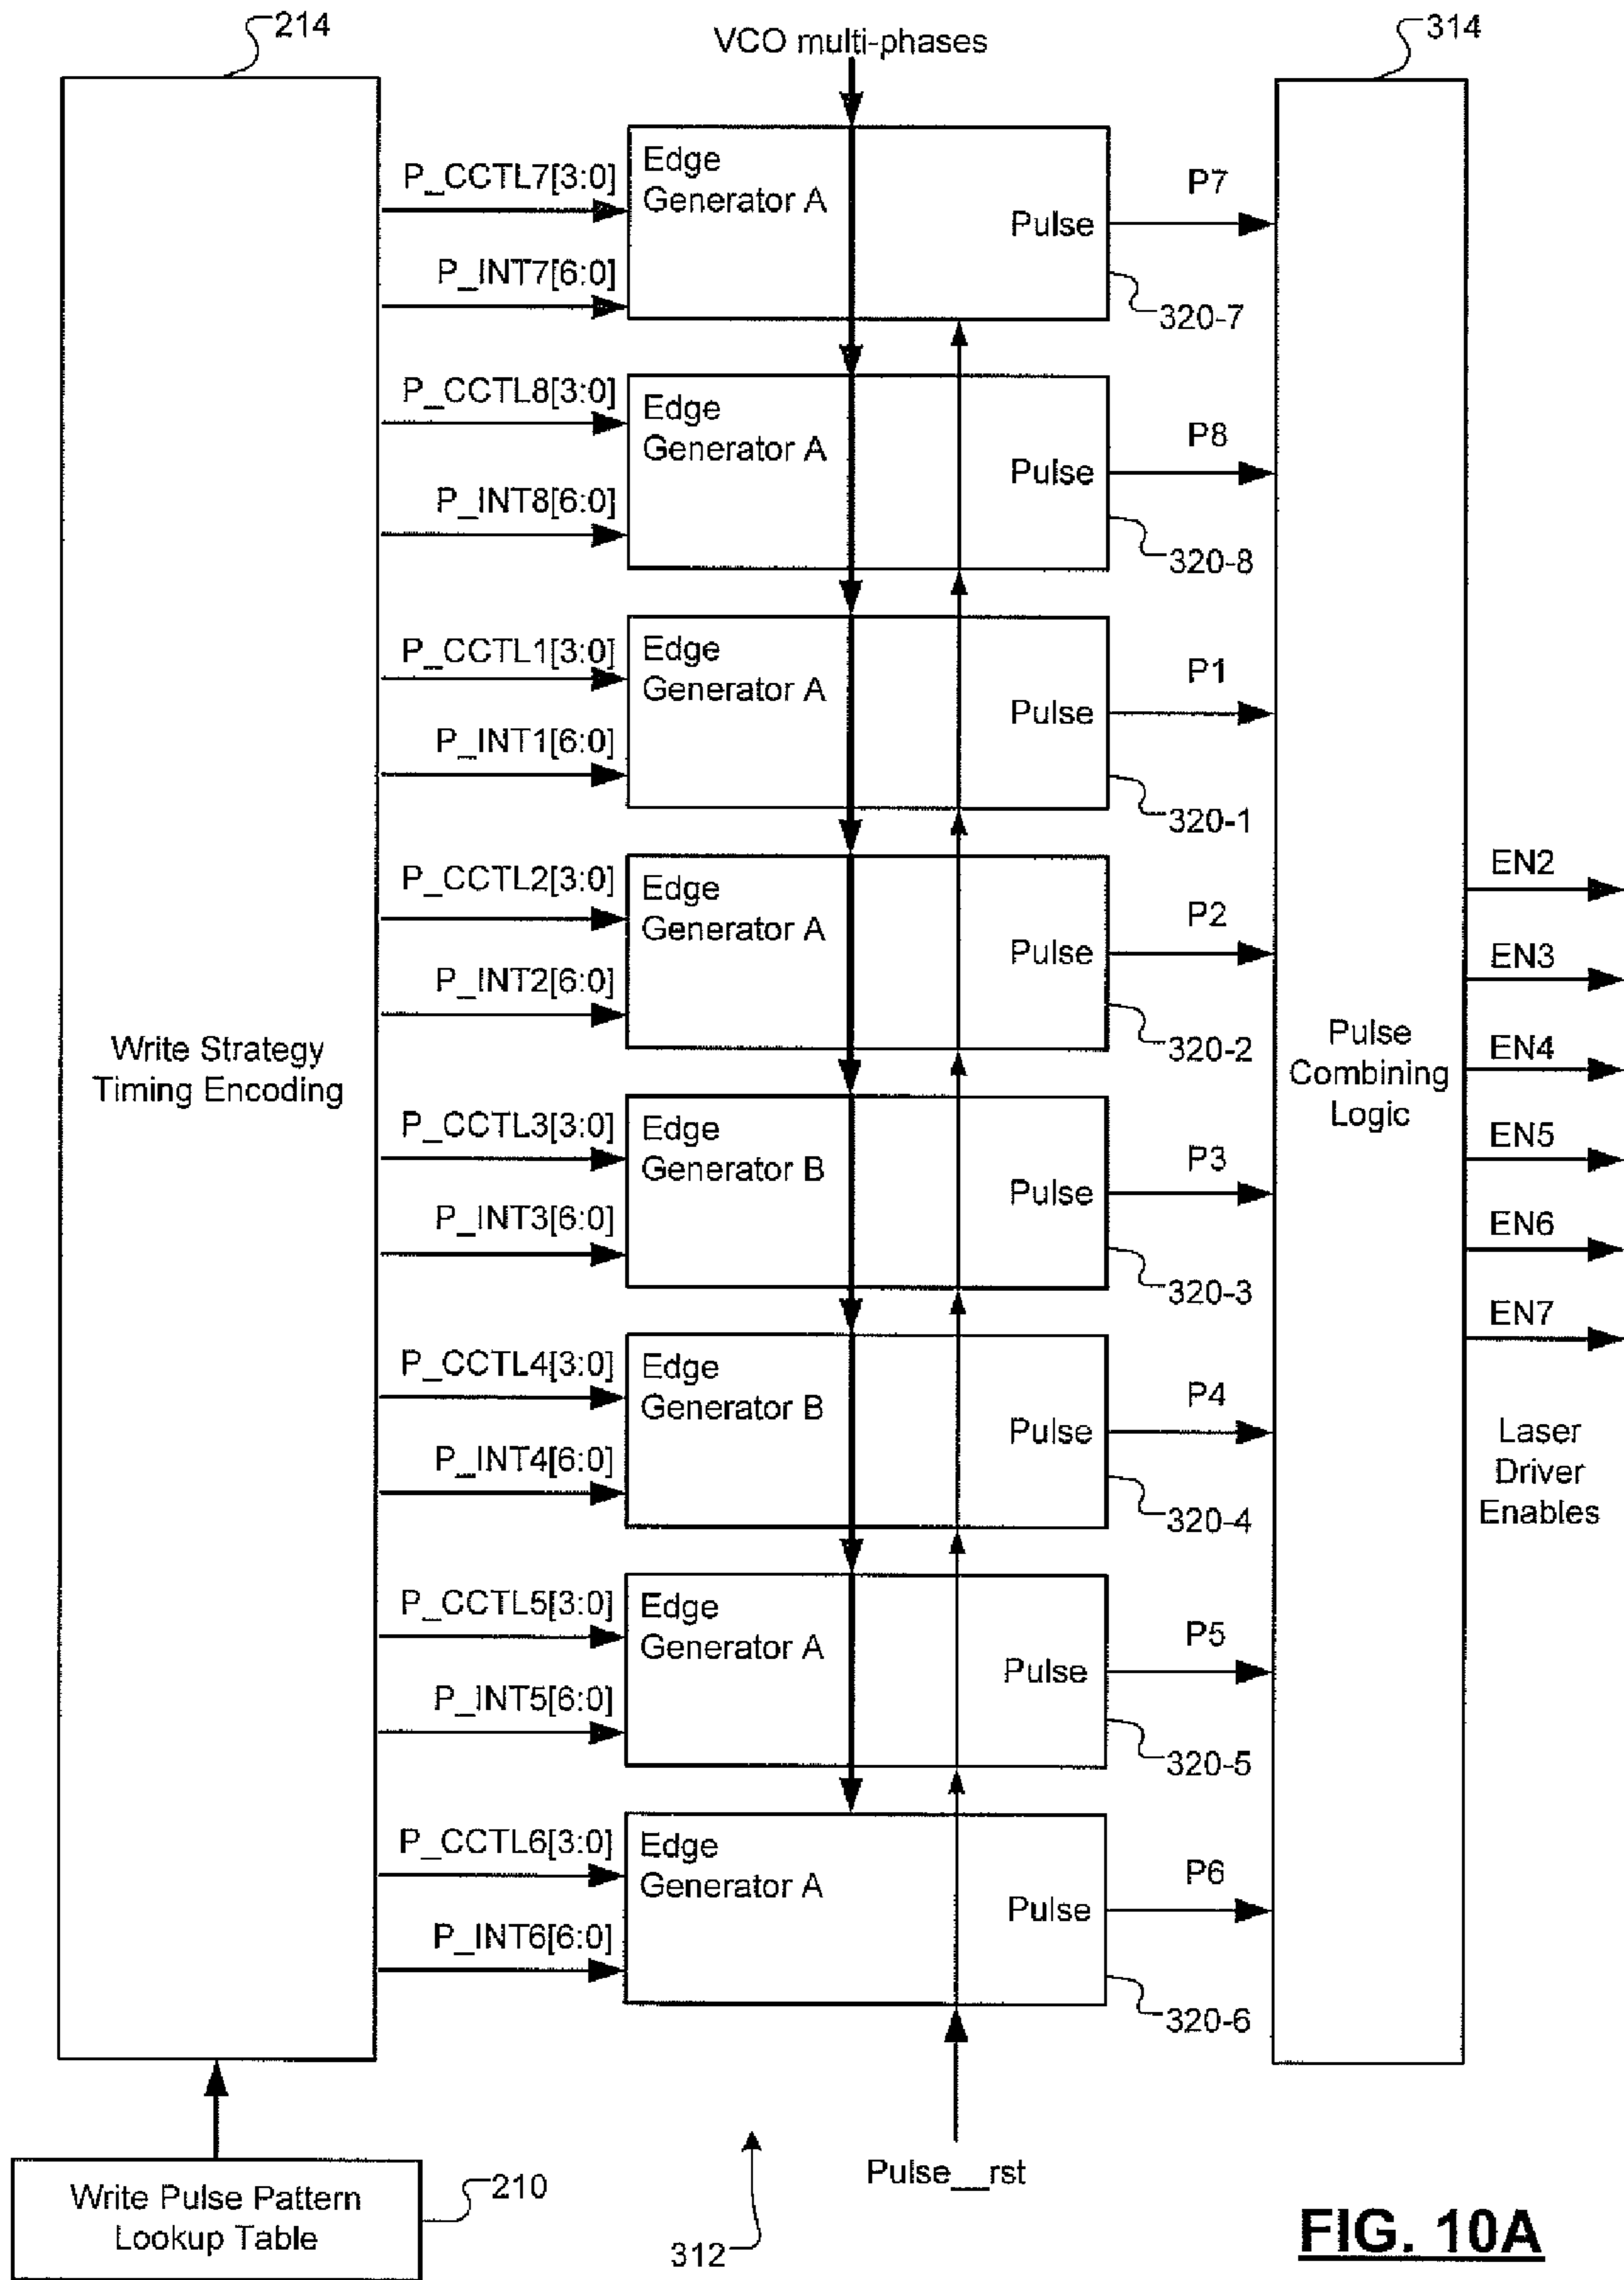 214
VCO multi-phases
314
P_CCTL7[3:0]
Edge
Generator A
P7
Pulse
P_INT7[6:0]
320-7
P_CCTL8[3:0]
Edge
Generator A
P8
Pulse
P_INT8[6:0]
320-8
P_CCTL1[3:0]
Edge
Generator A
P1
Pulse
P_INT1[6:0]
320-1
P_CCTL2[3:0]
Edge
Generator A
P2
Pulse
P_INT2[6:0]
320-2
Write Strategy
Timing Encoding
Pulse
Combining
Logic
EN2
EN3
EN4
EN5
EN6
EN7
P_CCTL3[3:0]
Edge
Generator B
P3
Pulse
P_INT3[6:0]
320-3
P_CCTL4[3:0]
Edge
Generator B
P4
Pulse
P_INT4[6:0]
320-4
Laser
Driver
Enables
P_CCTL5[3:0]
Edge
Generator A
P5
Pulse
P_INT5[6:0]
320-5
P_CCTL6[3:0]
Edge
Generator A
P6
Pulse
P_INT6[6:0]
320-6
Write Pulse Pattern
Lookup Table
210
312
Pulse__rst
FIG. 10A